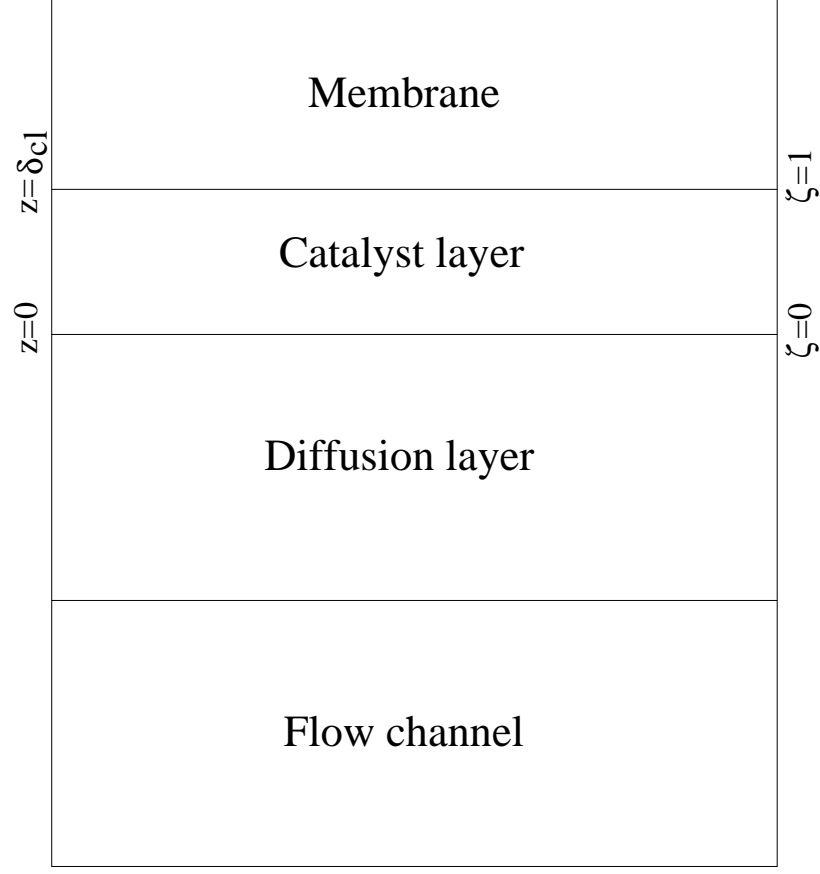 Membrane
z=δcl
ζ=1
Catalyst layer
z=0
ζ=0
Diffusion layer
Flow channel